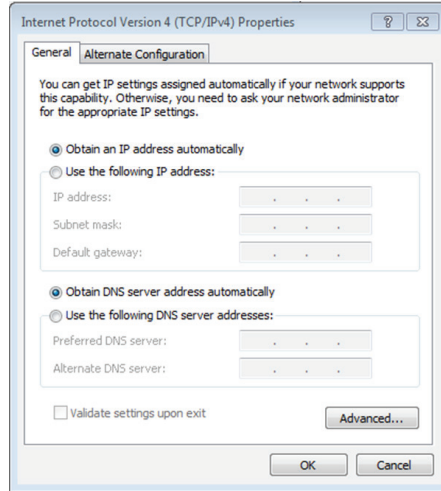 Internet Protocol Version 4 (TCP/IPv4) Properties
General
Alternate Configuration
You can get IP settings assigned automatically if your network supports
this capability. Otherwise, you need to ask your network administrator
for the appropriate IP settings.
Obtain an IP address automatically
Use the following IP address:
IP address:
Subnet mask:
Default gateway:
Obtain DNS server address automatically
Use the following DNS server addresses:
Preferred DNS server:
Alternate DNS server:
Validate settings upon exit
Advanced...
OK
Cancel